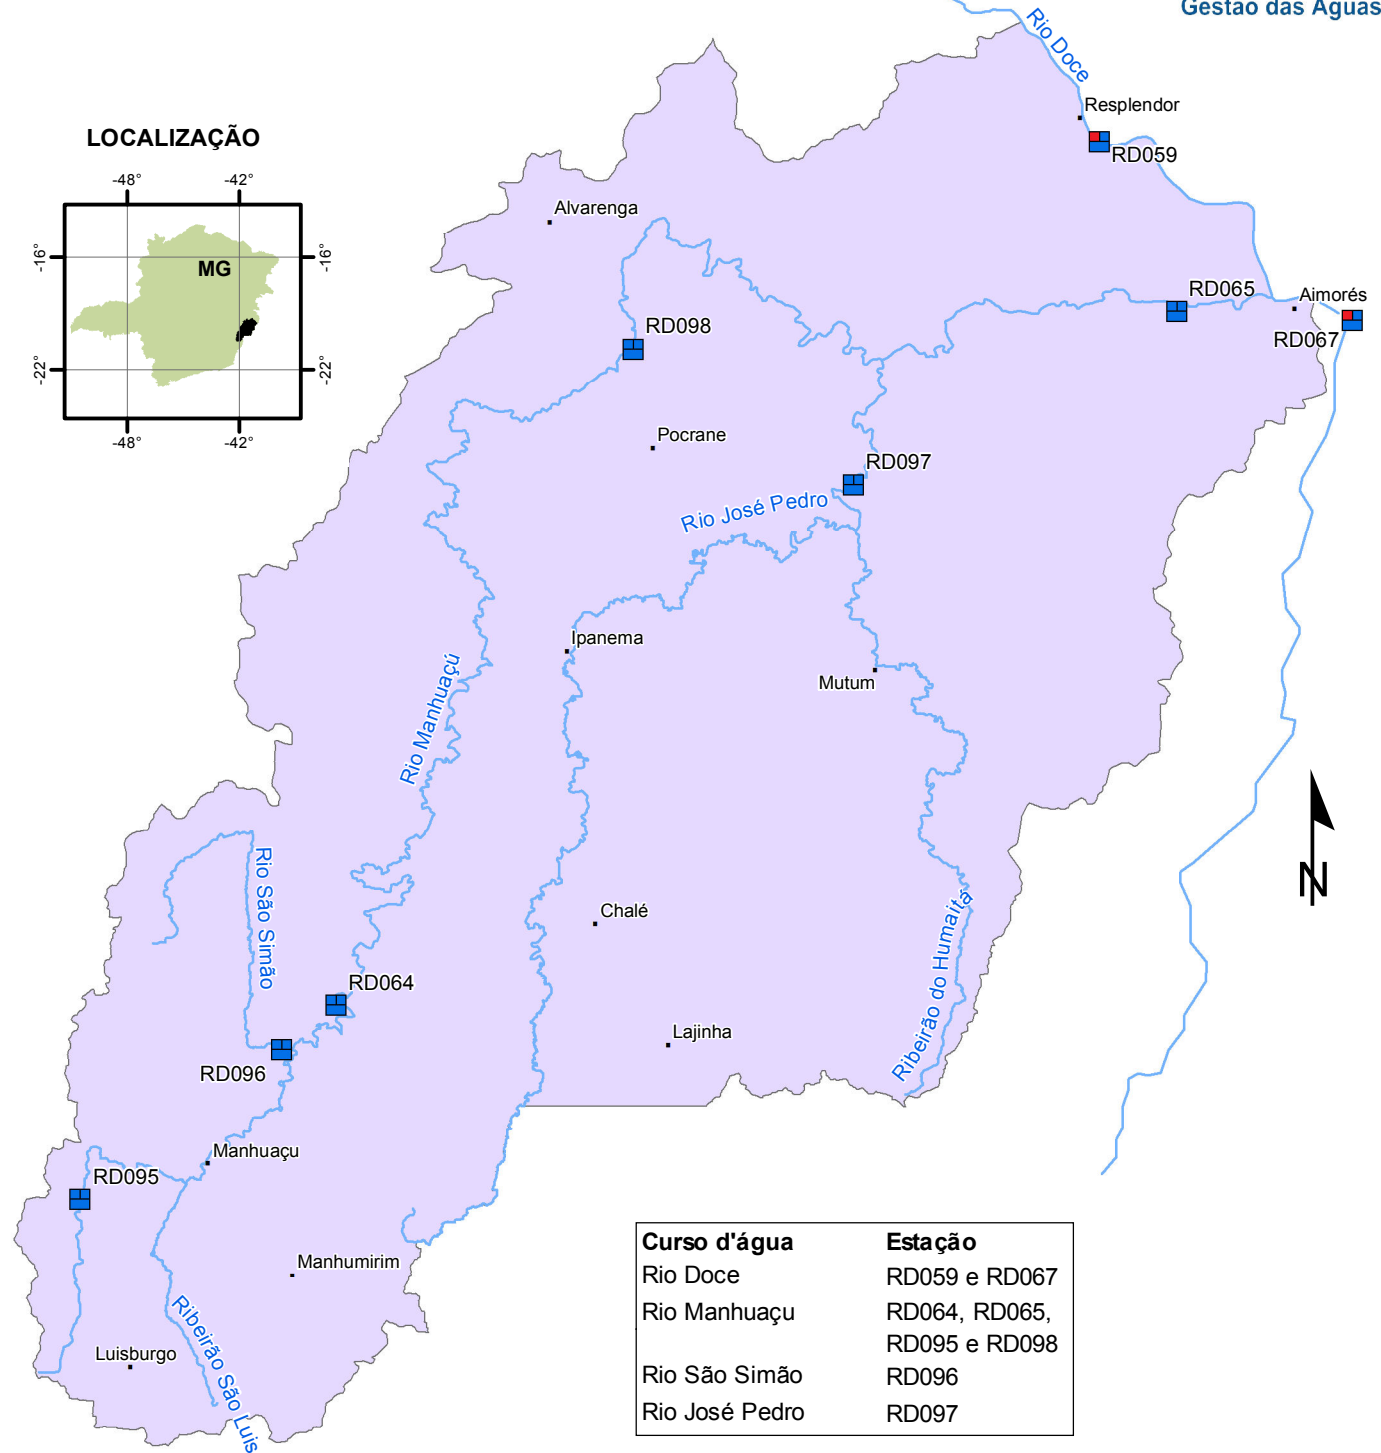 Gestão das Águas
Rio Doce
Resplendor
RD059
LOCALIZAÇÃO
-48°
-42°
-16°
-16°
MG
-22°
-22°
-48°
-42°
Alvarenga
RD098
RD065
Aimorés
RD067
Pocrane
RD097
Rio José Pedro
Ipanema
Mutum
Rio Manhuaçú
Rio São Simão
Chalé
Ribeirão do Humaitá
RD064
Lajinha
RD096
N
Manhuaçu
RD095
Manhumirim
Ribeirão São Luis
Luisburgo
Curso d'água Estação
Rio Doce RD059 e RD067
Rio Manhuaçu RD064, RD065,
RD095 e RD098
Rio São Simão RD096
Rio José Pedro RD097